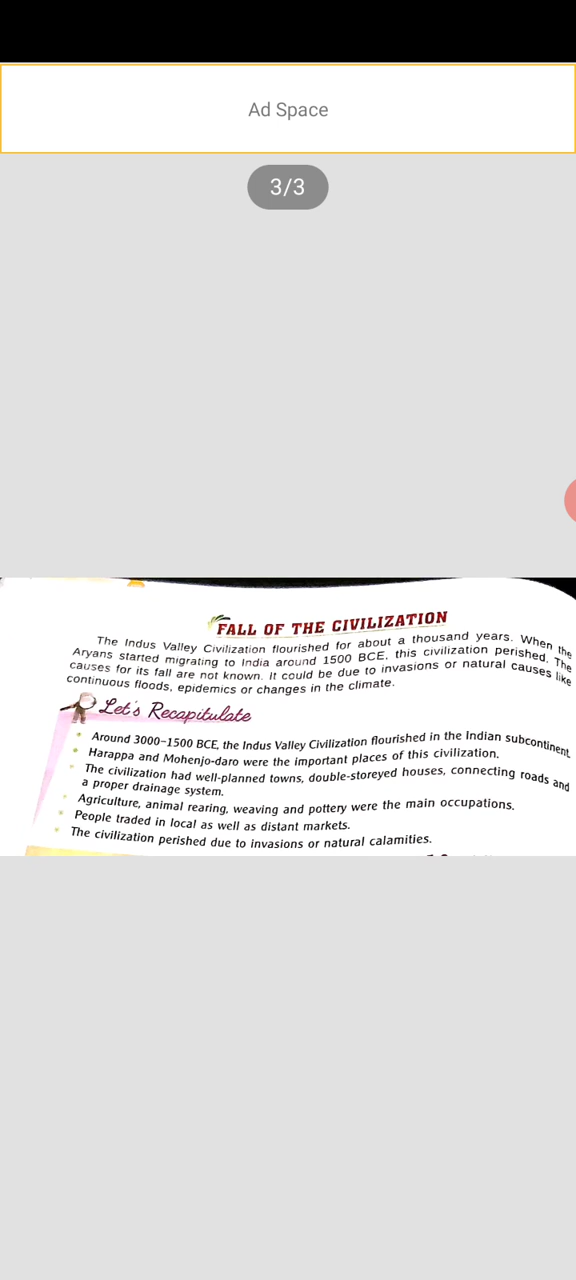 Ad Space
3/3
FALL OF THE CIVILIZATION
The Indus Valley Civilization flourished for about a thousand years. When the
Aryans started migrating to India around 1500 BCE, this civilization perished. The
causes for its fall are not known. It could be due to invasions or natural causes like
continuous floods, epidemics or changes in the climate.
Let's Recapitulate
Around 3000–1500 BCE, the Indus Valley Civilization flourished in the Indian subcontinent.
Harappa and Mohenjo-daro were the important places of this civilization.
The civilization had well-planned towns, double-storeyed houses, connecting roads and
a proper drainage system.
Agriculture, animal rearing, weaving and pottery were the main occupations.
People traded in local as well as distant markets.
The civilization perished due to invasions or natural calamities.